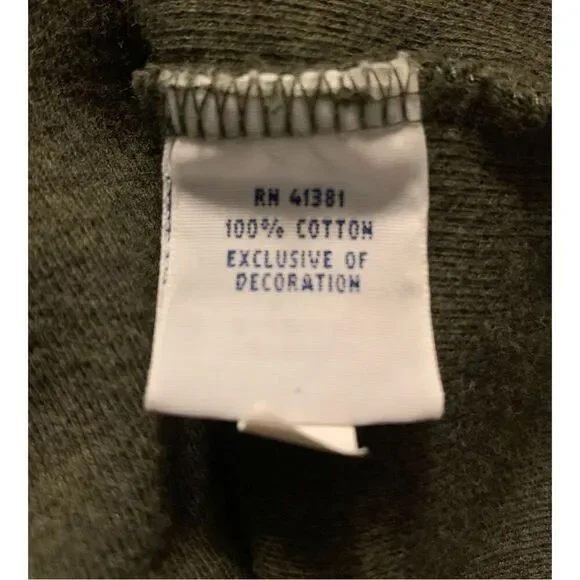 RN 41381
100% COTTON
EXCLUSIVE OF
DECORATION